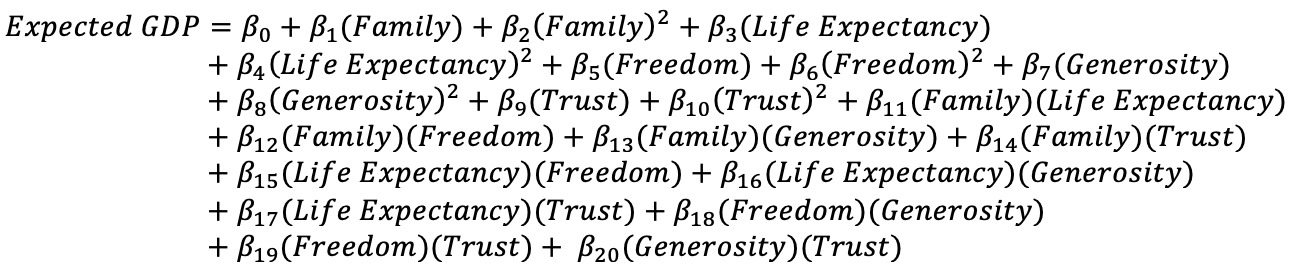 Expected GDP = β₀ + β₁(Family) + β₂(Family)² + β₃(Life Expectancy)
+ β₄(Life Expectancy)² + β₅(Freedom) + β₆(Freedom)² + β₇(Generosity)
+ β₈(Generosity)² + β₉(Trust) + β₁₀(Trust)² + β₁₁(Family)(Life Expectancy)
+ β₁₂(Family)(Freedom) + β₁₃(Family)(Generosity) + β₁₄(Family)(Trust)
+ β₁₅(Life Expectancy)(Freedom) + β₁₆(Life Expectancy)(Generosity)
+ β₁₇(Life Expectancy)(Trust) + β₁₈(Freedom)(Generosity)
+ β₁₉(Freedom)(Trust) + β₂₀(Generosity)(Trust)